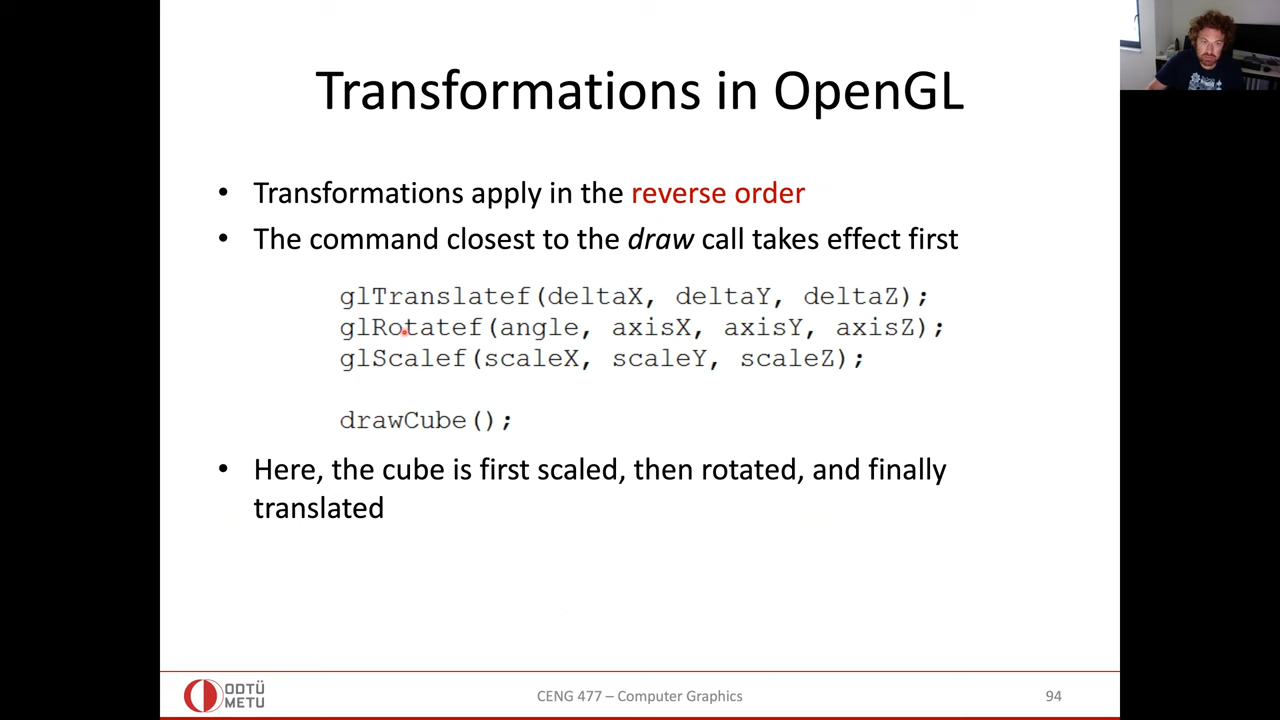 Transformations in OpenGL
• Transformations apply in the reverse order
• The command closest to the draw call takes effect first
glTranslatef(deltaX, deltaY, deltaZ);
glRotatef(angle, axisX, axisY, axisZ);
glScalef(scaleX, scaleY, scaleZ);
drawCube();
• Here, the cube is first scaled, then rotated, and finally
translated
ODTÜ
METU
CENG 477 – Computer Graphics
94